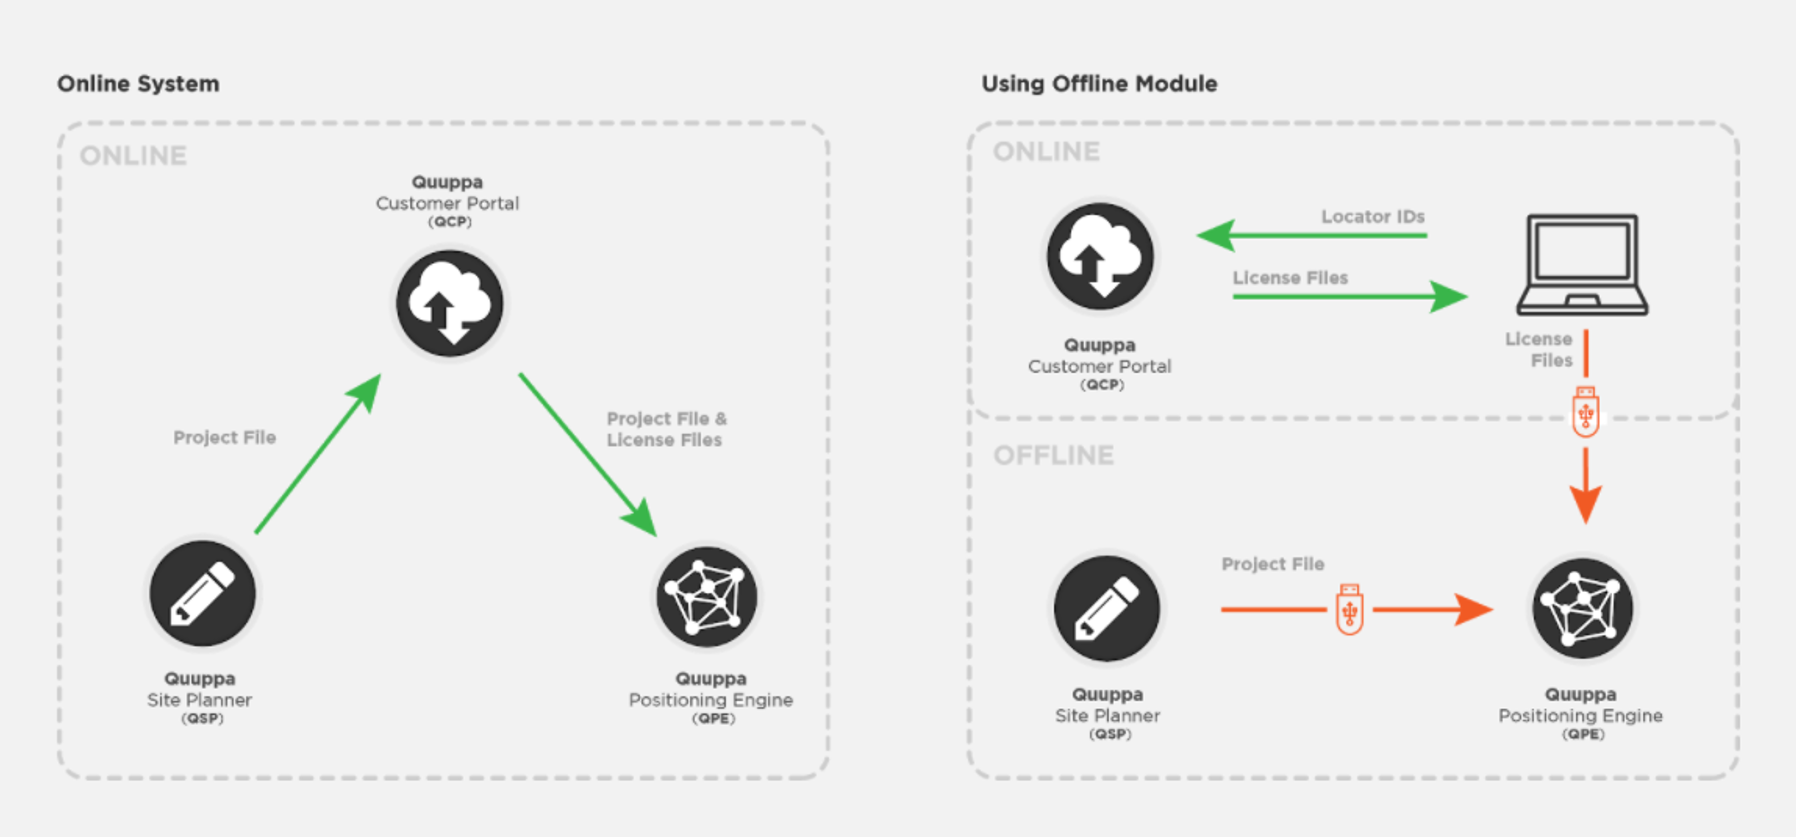 Online System
ONLINE
Quuppa
Customer Portal
(QCP)
Project File
Project File &
License Files
Quuppa
Site Planner
(QSP)
Quuppa
Positioning Engine
(QPE)
Using Offline Module
ONLINE
Locator IDs
License Files
Quuppa
Customer Portal
(QCP)
License
Files
OFFLINE
Project File
Quuppa
Site Planner
(QSP)
Quuppa
Positioning Engine
(QPE)